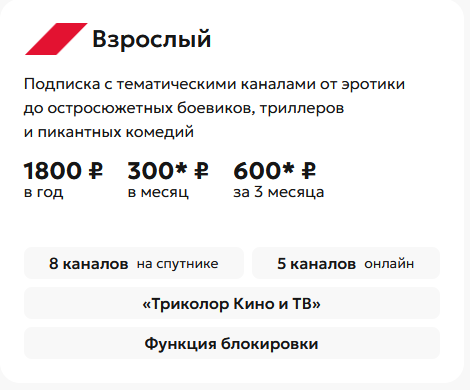 Взрослый
Подписка с тематическими каналами от эротики
до остросюжетных боевиков, триллеров
и пикантных комедий
1800 ₽ 300* ₽ 600* ₽
в год в месяц за 3 месяца
8 каналов на спутнике 5 каналов онлайн
«Триколор Кино и ТВ»
Функция блокировки